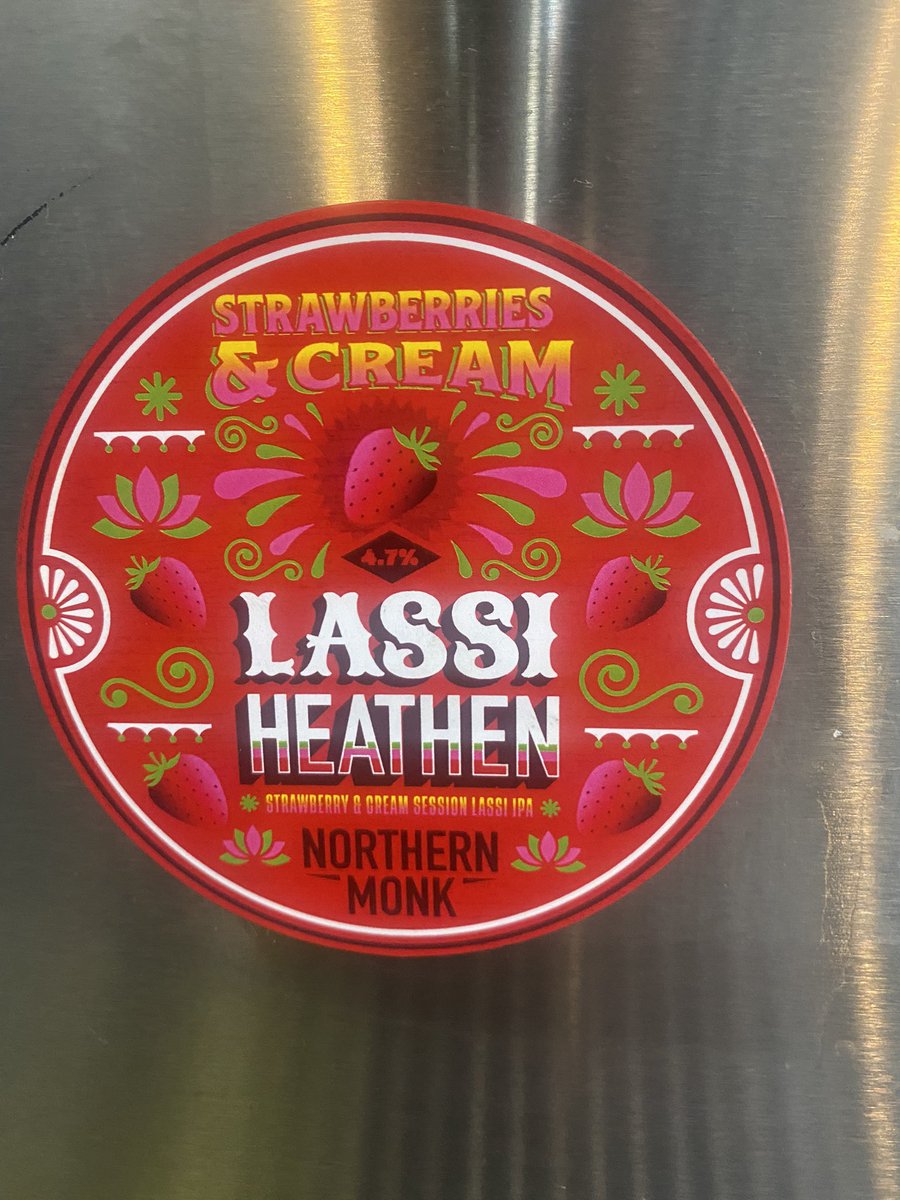 STRAWBERRIES
& CREAM
4.7%
LASSI
HEATHEN
STRAWBERRY & CREAM SESSION LASSI IPA
NORTHERN
MONK